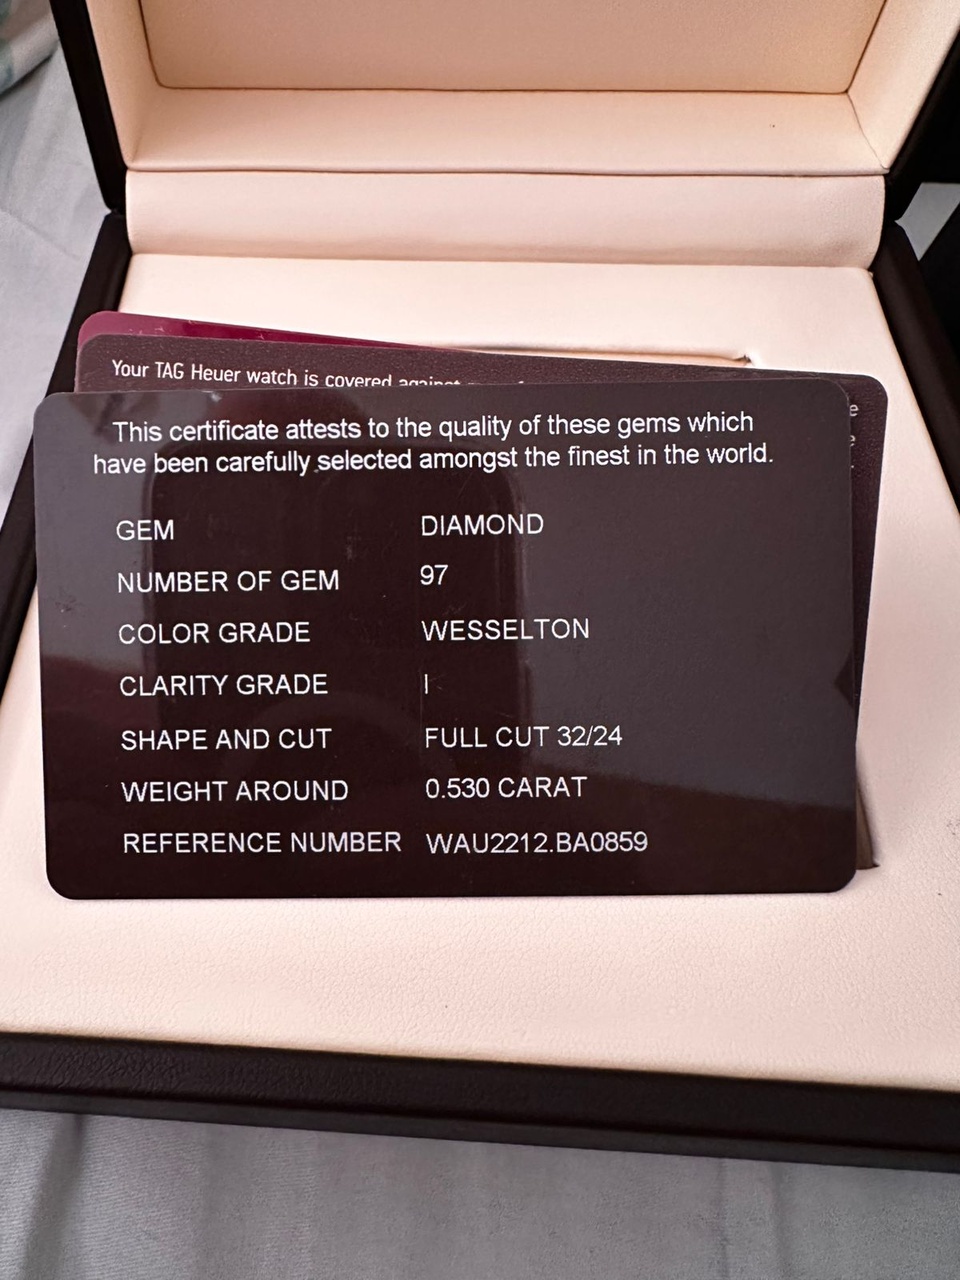 Your TAG Heuer watch is covered against
This certificate attests to the quality of these gems which
have been carefully selected amongst the finest in the world.
GEM DIAMOND
NUMBER OF GEM 97
COLOR GRADE WESSELTON
CLARITY GRADE I
SHAPE AND CUT FULL CUT 32/24
WEIGHT AROUND 0.530 CARAT
REFERENCE NUMBER WAU2212.BA0859